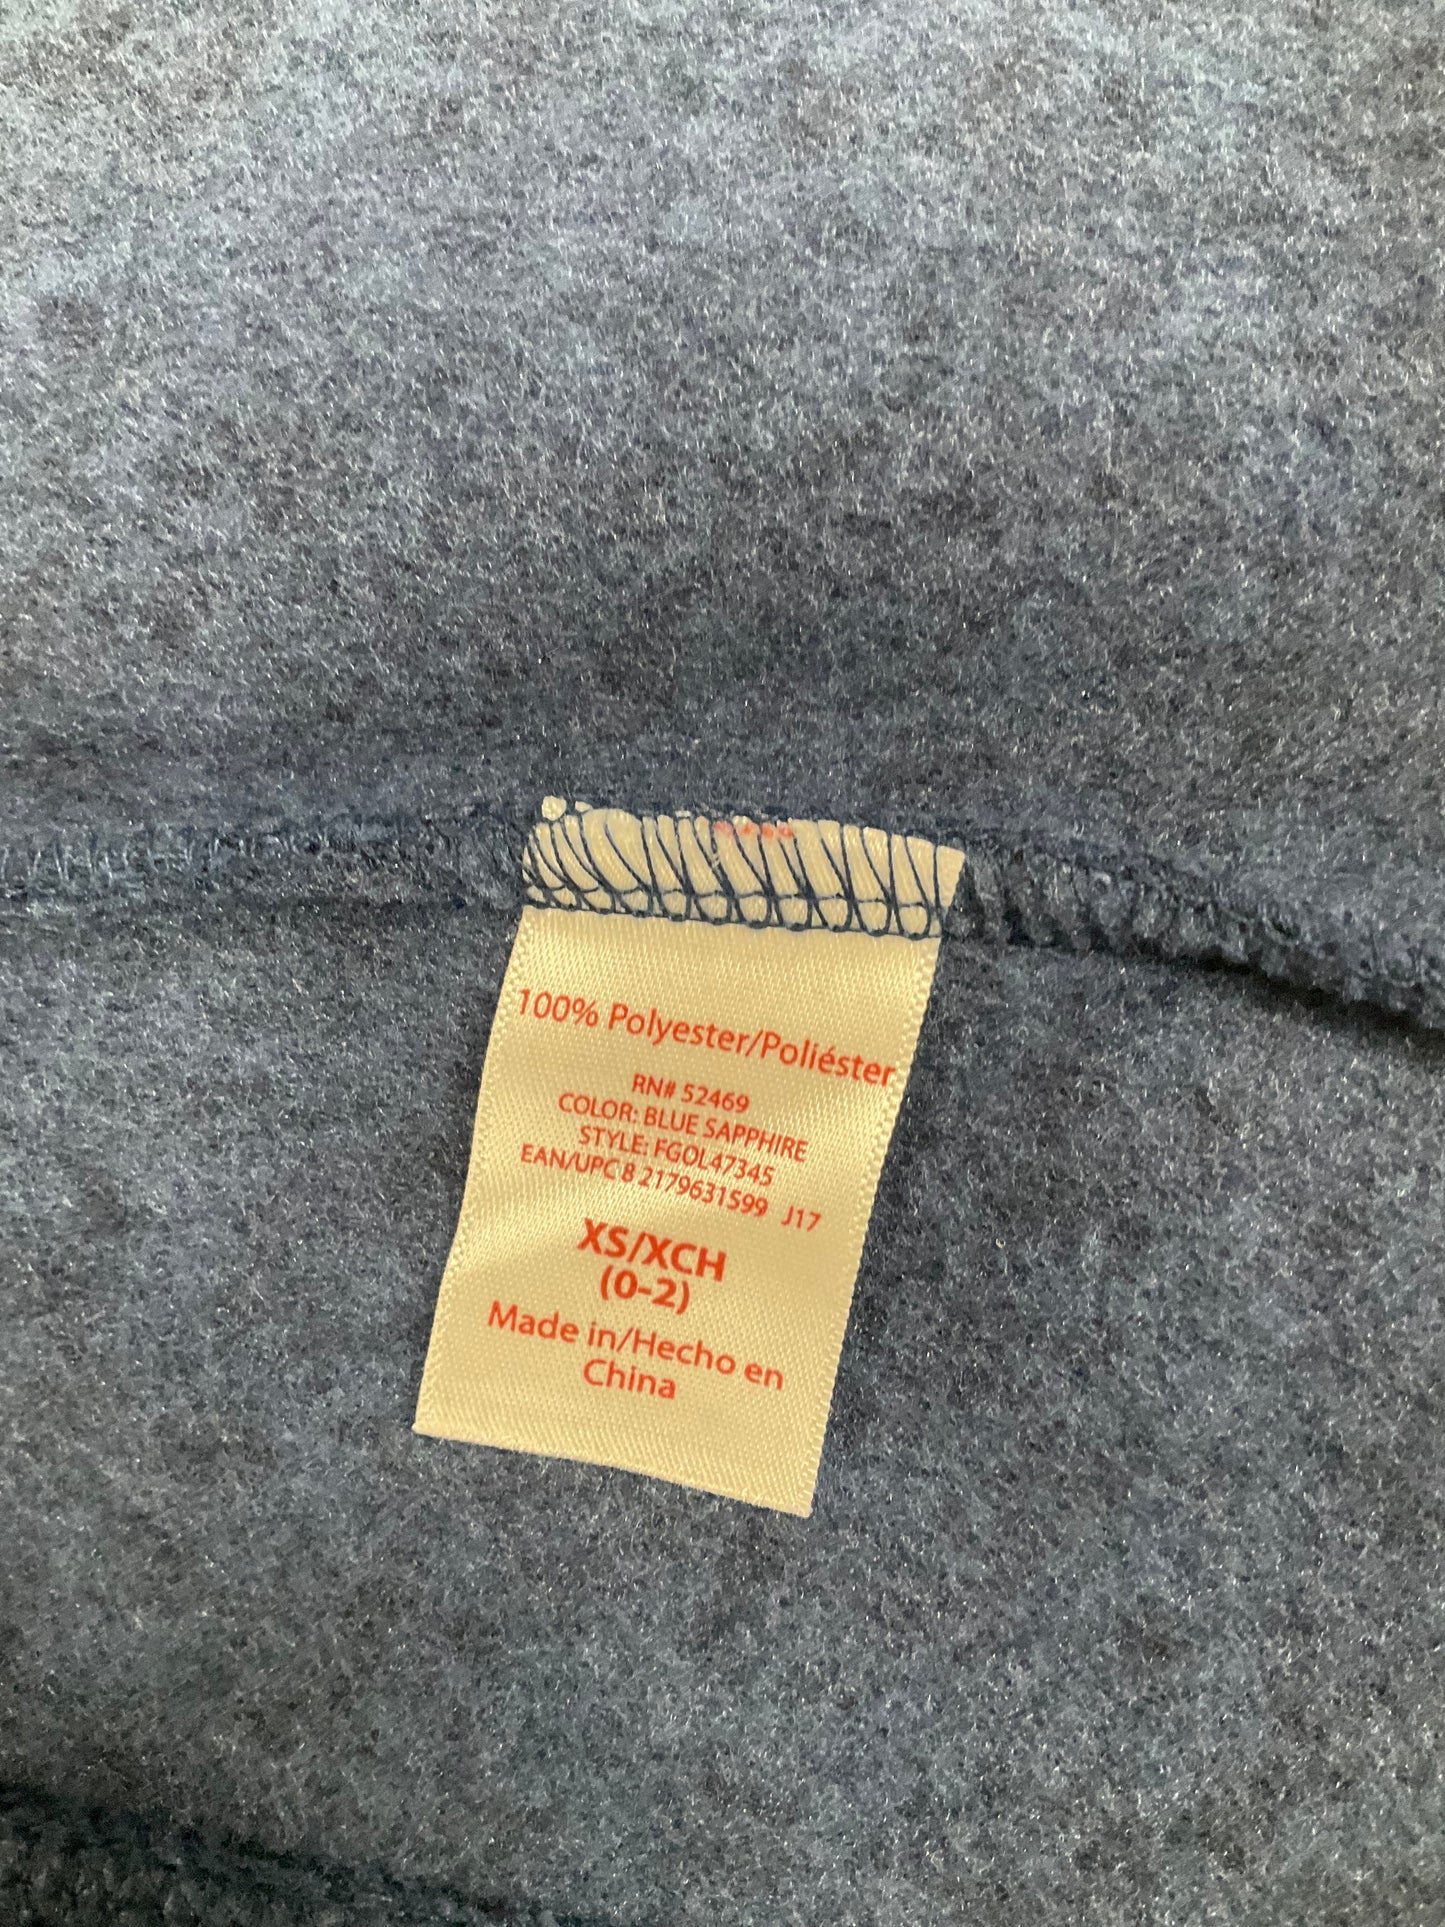 100% Polyester/Poliéster
RN# 52469
COLOR: BLUE SAPPHIRE
STYLE: FGOL47345
EAN/UPC 8 2179631599 J17
XS/XCH
(0-2)
Made in/Hecho en
China